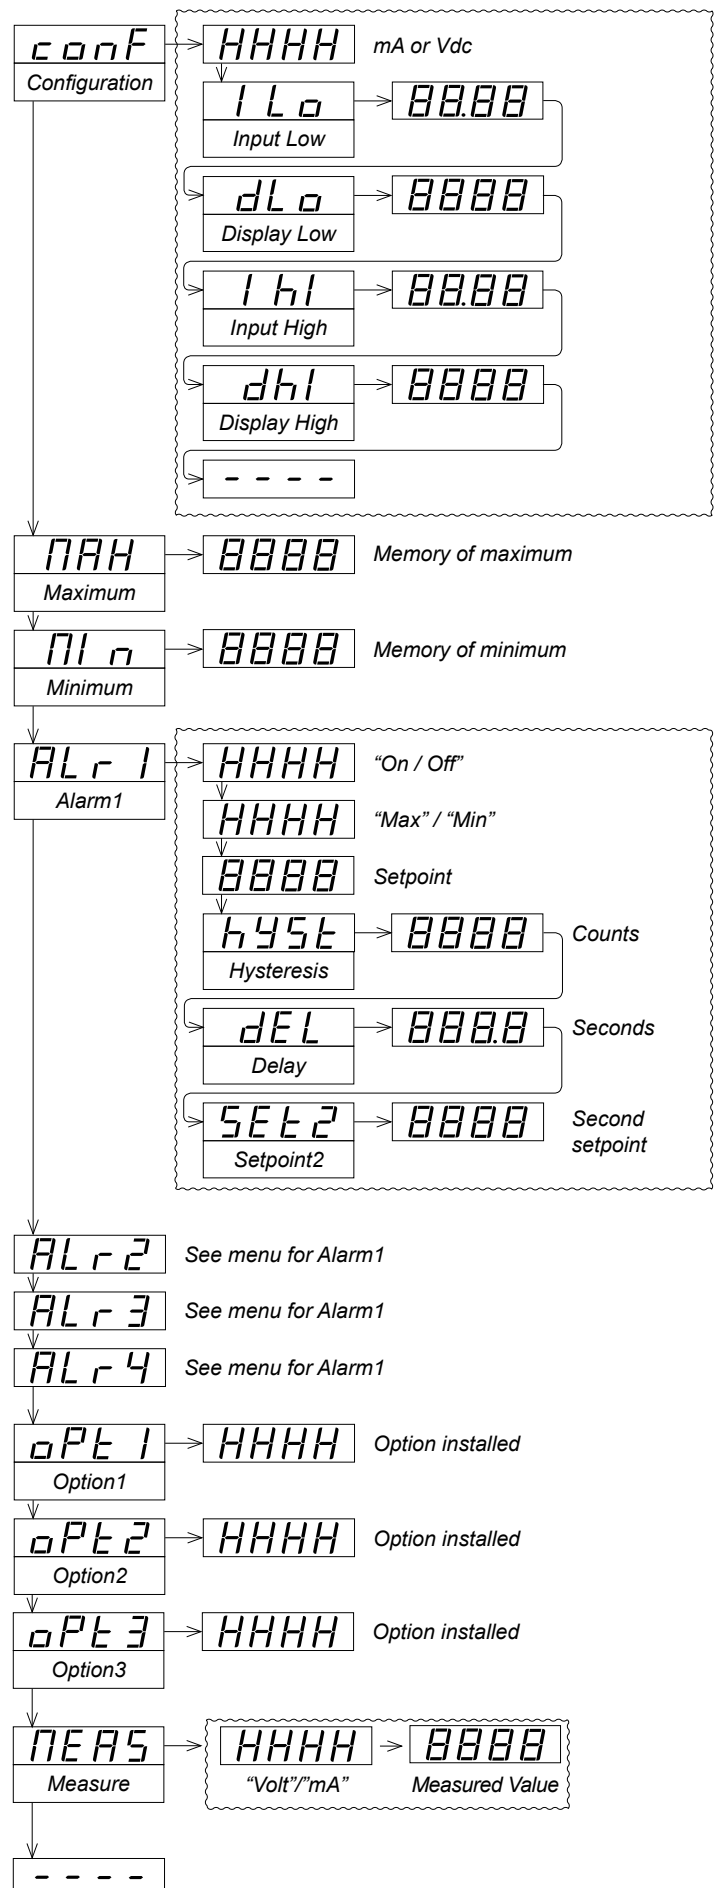 conF HHHH mA or Vdc
Configuration
I Lo 88.88
Input Low
dLo 8888
Display Low
I hI 88.88
Input High
dhI 8888
Display High
- - - -
MAH 8888 Memory of maximum
Maximum
MI n 8888 Memory of minimum
Minimum
ALr 1 HHHH “On / Off”
Alarm1
HHHH “Max” / “Min”
8888 Setpoint
hYSt 8888 Counts
Hysteresis
dEL 888.8 Seconds
Delay
SEt2 8888 Second
setpoint
Setpoint2
ALr2 See menu for Alarm1
ALr3 See menu for Alarm1
ALr4 See menu for Alarm1
oPt 1 HHHH Option installed
Option1
oPt2 HHHH Option installed
Option2
oPt3 HHHH Option installed
Option3
MEAS HHHH 8888
Measure “Volt”/”mA” Measured Value
- - - -